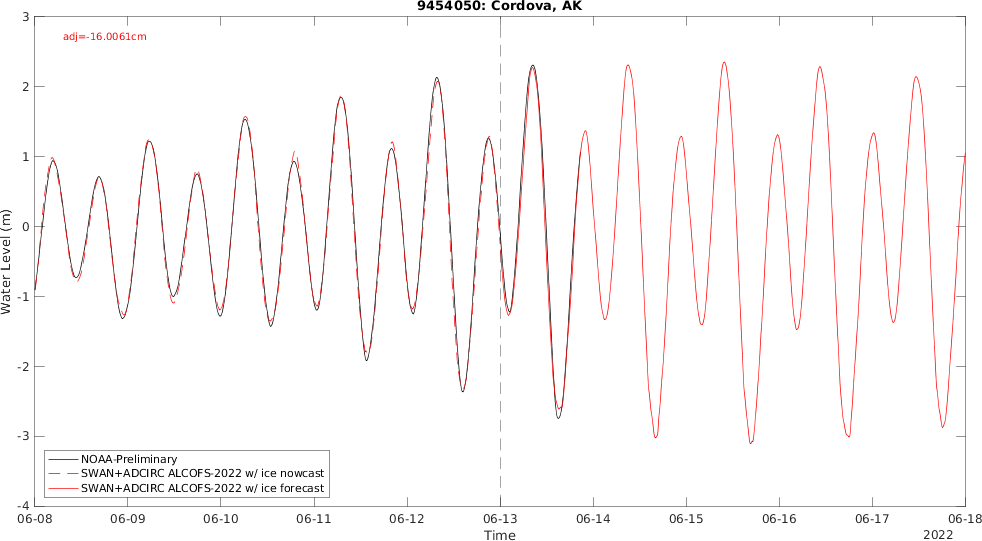 9454050: Cordova, AK
adj=-16.0061cm
3
2
1
0
-1
-2
-3
-4
Water Level (m)
NOAA-Preliminary
SWAN+ADCIRC ALCOFS-2022 w/ ice nowcast
SWAN+ADCIRC ALCOFS-2022 w/ ice forecast
06-08 06-09 06-10 06-11 06-12 06-13 06-14 06-15 06-16 06-17 06-18
Time
2022